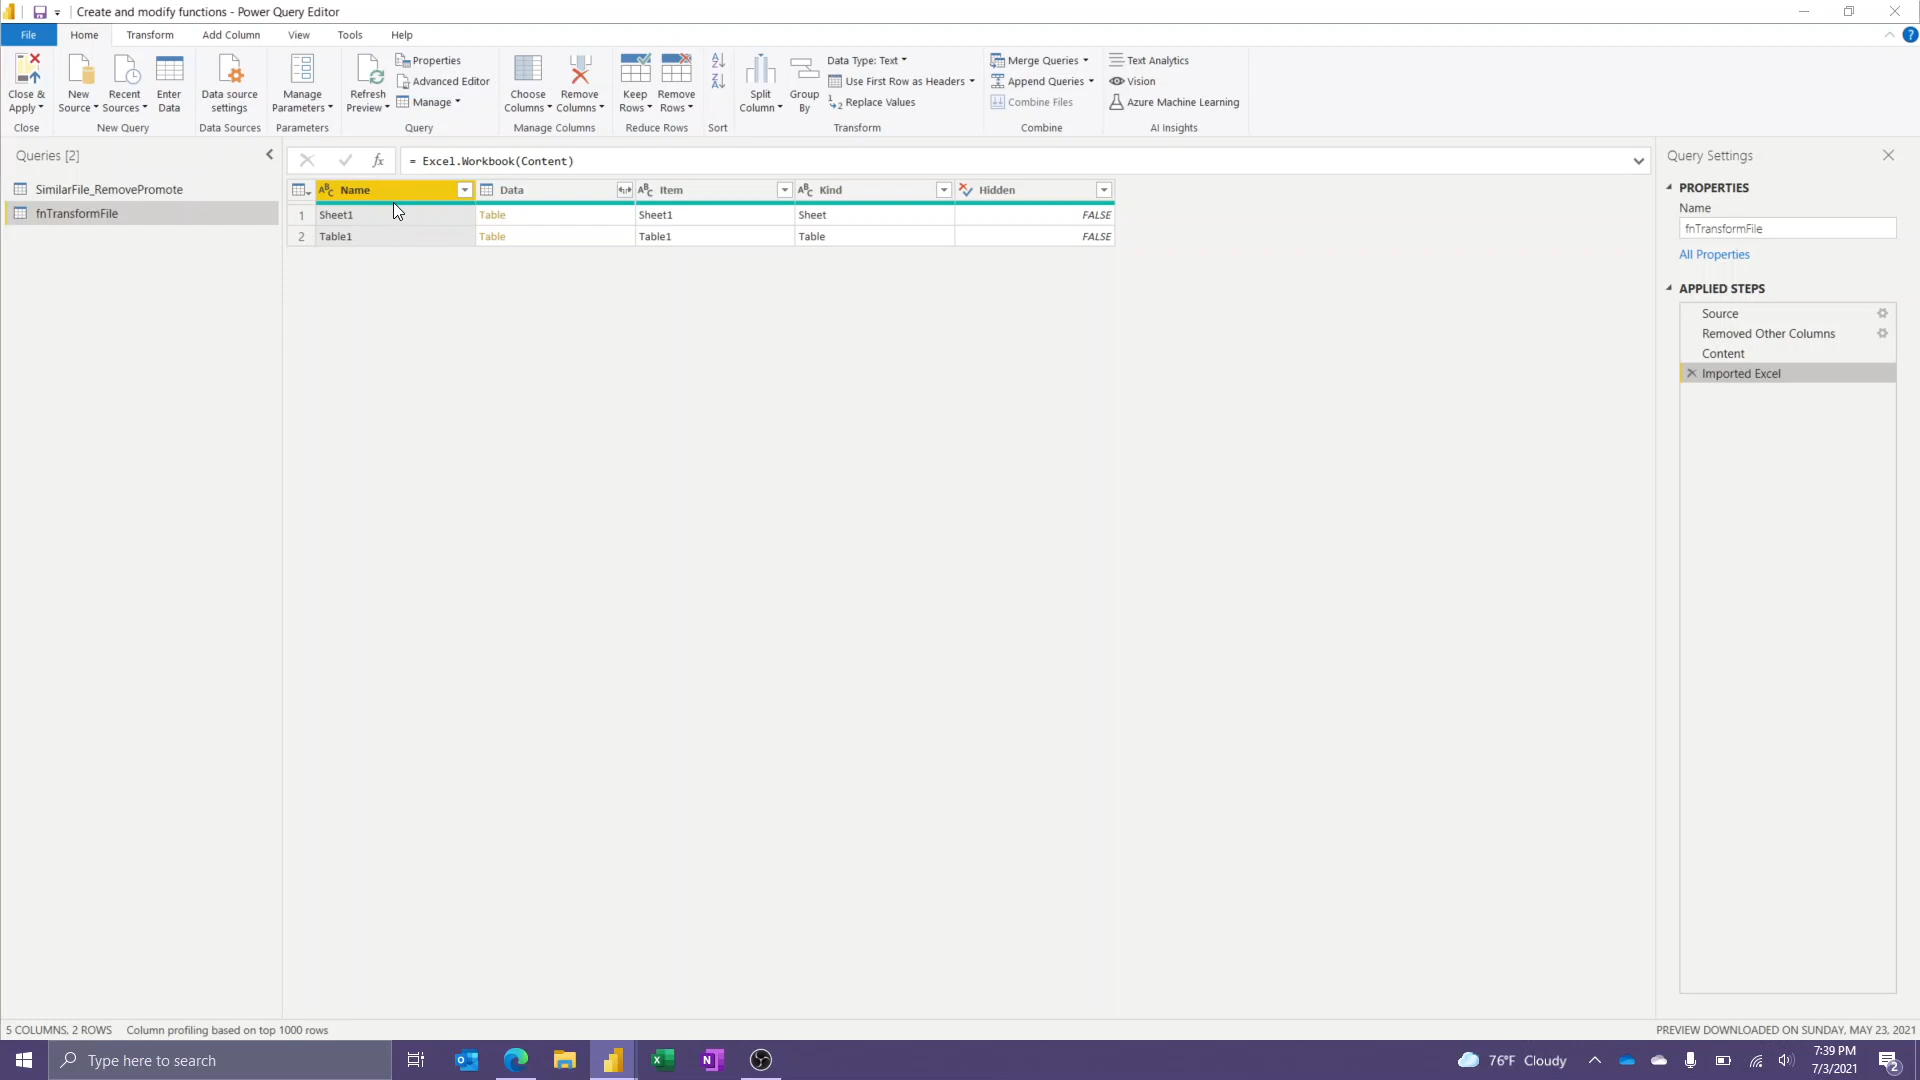 Create and modify functions - Power Query Editor
File Home Transform Add Column View Tools Help
Close & Apply
New Source
Recent Sources
Enter Data
Data source settings
Manage Parameters
Refresh Preview
Properties
Advanced Editor
Manage
Choose Columns
Remove Columns
Keep Rows
Remove Rows
Split Column
Group By
Data Type: Text
Use First Row as Headers
Replace Values
Merge Queries
Append Queries
Combine Files
Text Analytics
Vision
Azure Machine Learning
Close New Query Data Sources Parameters Query Manage Columns Reduce Rows Sort Transform Combine AI Insights
Queries [2]
SimilarFile_RemovePromote
fnTransformFile
fx = Excel.Workbook(Content)
Name Data Item Kind Hidden
1 Sheet1 Table Sheet1 Sheet FALSE
2 Table1 Table Table1 Table FALSE
Query Settings
PROPERTIES
Name
fnTransformFile
All Properties
APPLIED STEPS
Source
Removed Other Columns
Content
Imported Excel
5 COLUMNS, 2 ROWS Column profiling based on top 1000 rows
PREVIEW DOWNLOADED ON SUNDAY, MAY 23, 2021
Type here to search
76°F Cloudy
7:39 PM
7/3/2021
2